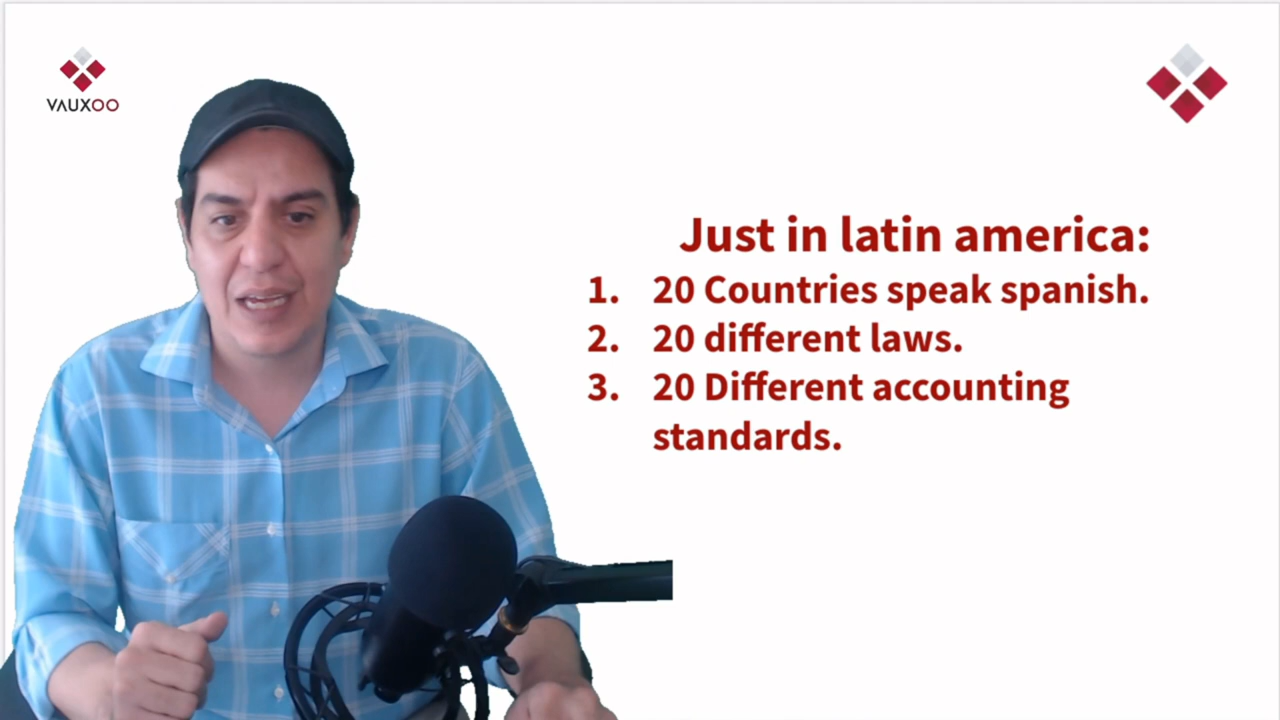 VAUXOO
Just in latin america:
1. 20 Countries speak spanish.
2. 20 different laws.
3. 20 Different accounting
standards.